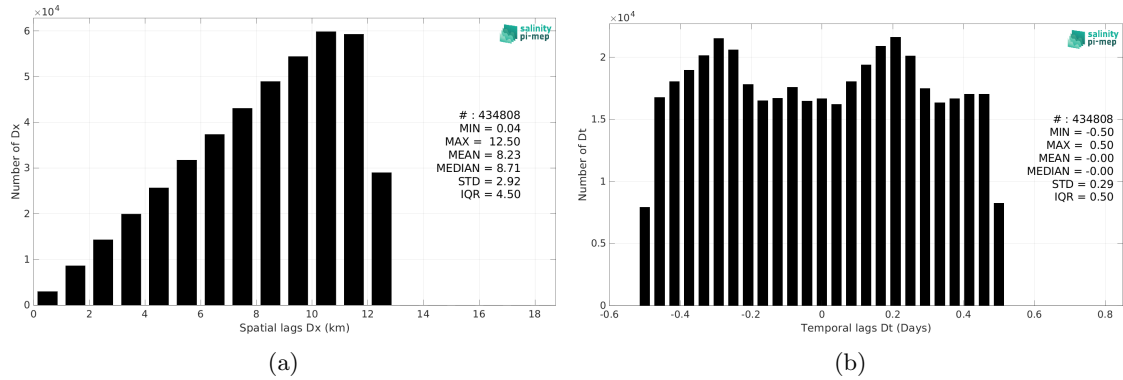 ×10⁴
6
5
4
3
2
1
0
Number of Dx
0 2 4 6 8 10 12 14 16 18
Spatial lags Dx (km)
salinity
pi-mep
# : 434808
MIN = 0.04
MAX = 12.50
MEAN = 8.23
MEDIAN = 8.71
STD = 2.92
IQR = 4.50
(a)
×10⁴
2
1.5
1
0.5
0
Number of Dt
-0.6 -0.4 -0.2 0 0.2 0.4 0.6 0.8
Temporal lags Dt (Days)
salinity
pi-mep
# : 434808
MIN = -0.50
MAX = 0.50
MEAN = -0.00
MEDIAN = -0.00
STD = 0.29
IQR = 0.50
(b)